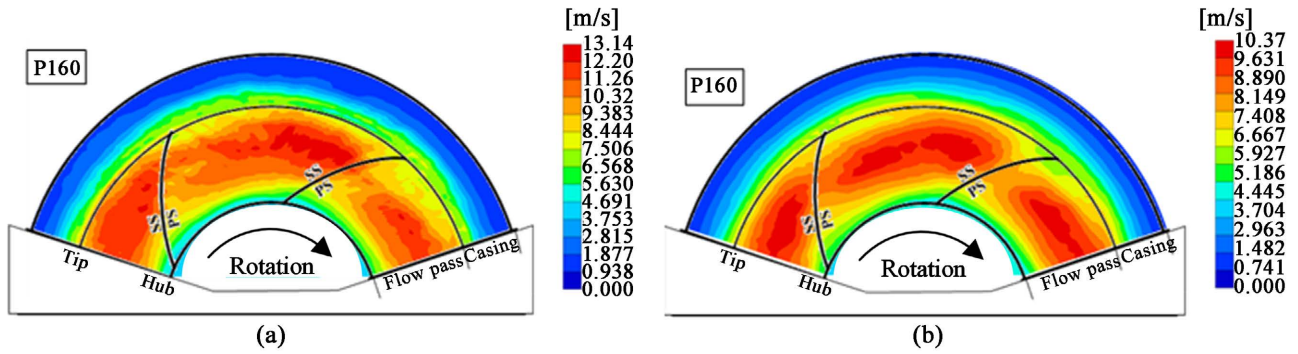 [m/s]
13.14
12.20
11.26
10.32
9.383
8.444
7.506
6.568
5.630
4.691
3.753
2.815
1.877
0.938
0.000
P160
SS
PS
SS
PS
Tip
Hub
Rotation
Flow pass
Casing
(a)
[m/s]
10.37
9.631
8.890
8.149
7.408
6.667
5.927
5.186
4.445
3.704
2.963
1.482
0.741
0.000
P160
SS
PS
SS
PS
Tip
Hub
Rotation
Flow pass
Casing
(b)